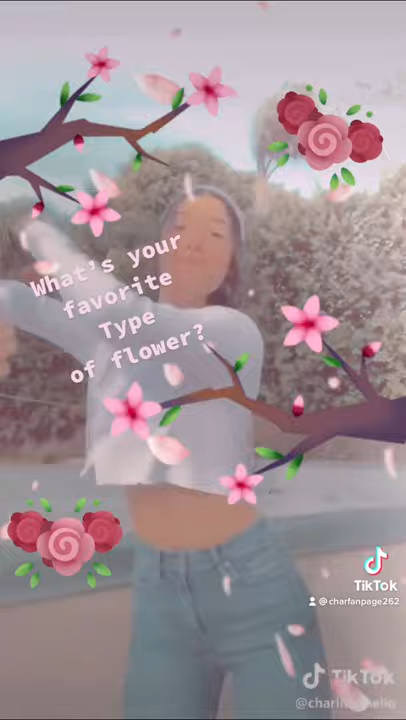 What's your
favorite
Type
of flower?
TikTok
@charfanpage262
TikTok